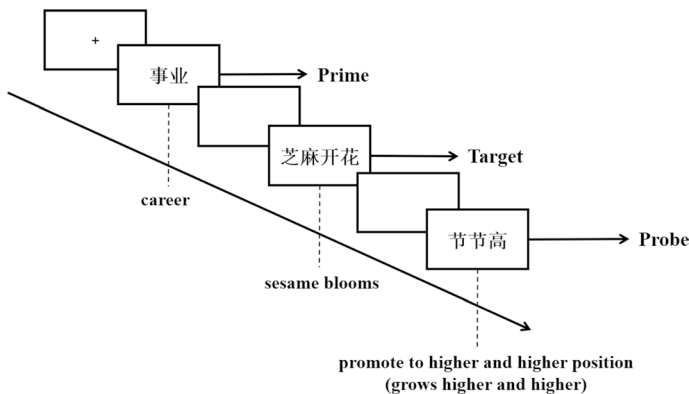 +
事业
Prime
career
芝麻开花
Target
sesame blooms
节节高
Probe
promote to higher and higher position
(grows higher and higher)